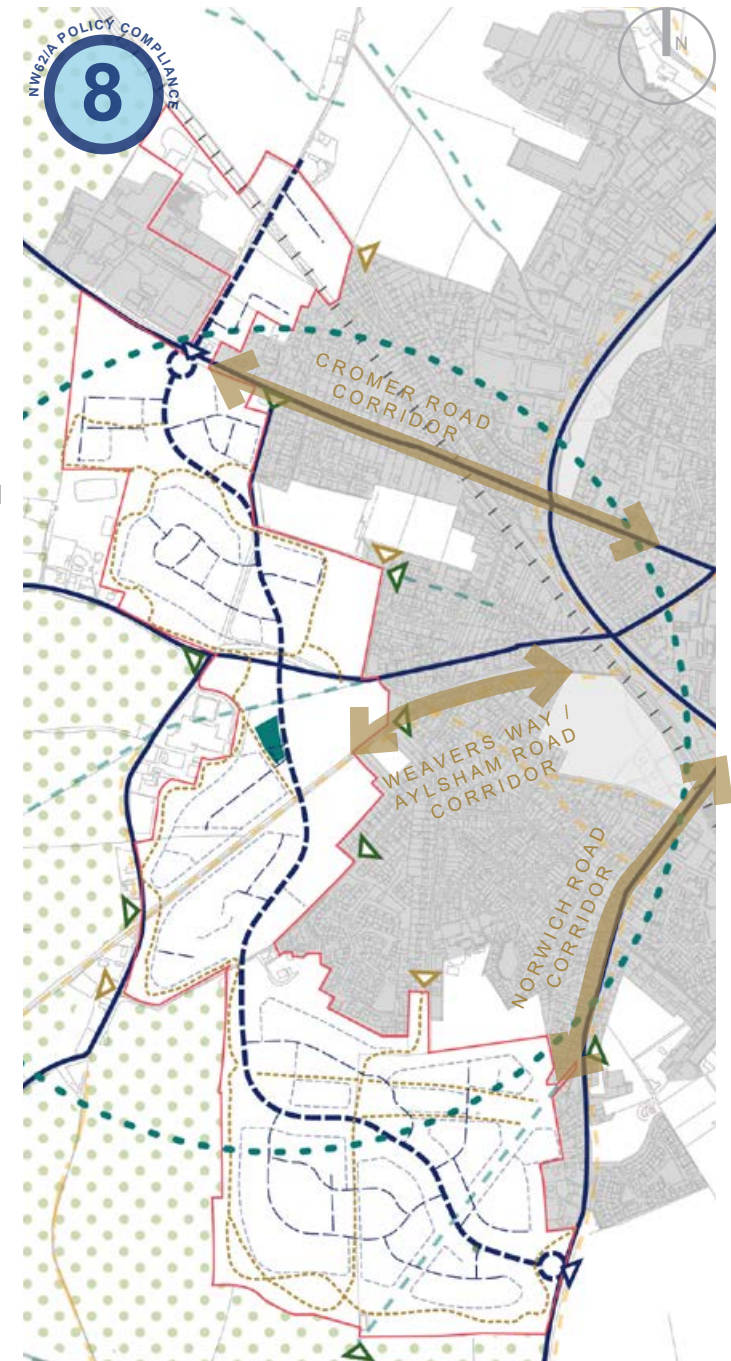 NW62/A POLICY COMPLIANCE
8
N
CROMER ROAD
CORRIDOR
WEAVERS WAY /
AYLSHAM ROAD
CORRIDOR
NORWICH ROAD
CORRIDOR